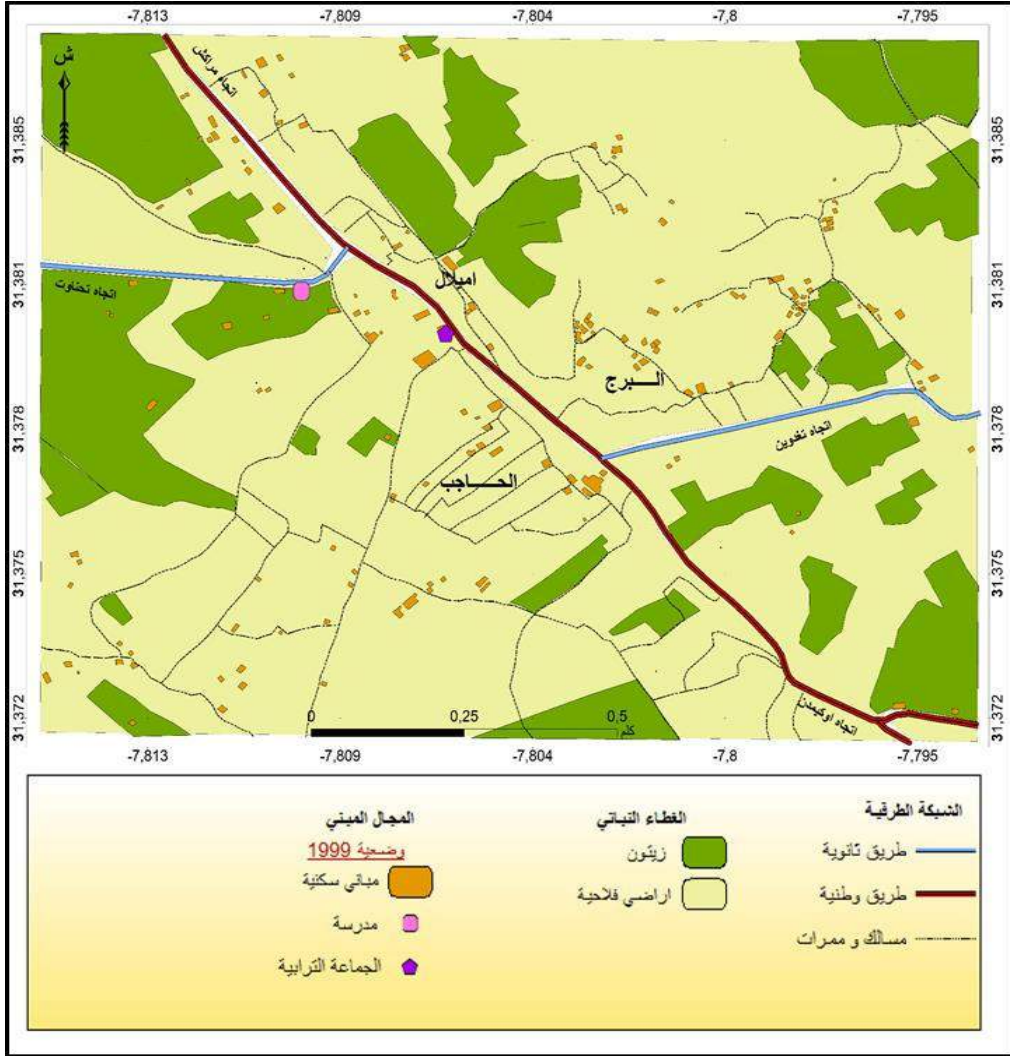 -7,813 -7,809 -7,804 -7,8 -7,795
ش
اتجاه مراكش
31,385 31,385
31,381 31,381
اميلال
اتجاه تحناوت
البرج
31,378 31,378
اتجاه تغدوين
الحاجب
31,375 31,375
31,372 31,372
0 0,25 0,5
كلم
اتجاه اوكيمدن
-7,813 -7,809 -7,804 -7,8 -7,795
الشبكة الطرقية
طريق ثانوية
طريق وطنية
مسالك و ممرات
الغطاء النباتي
زيتون
اراضي فلاحية
المجال المبني
وضعية 1999
مباني سكنية
مدرسة
الجماعة الترابية